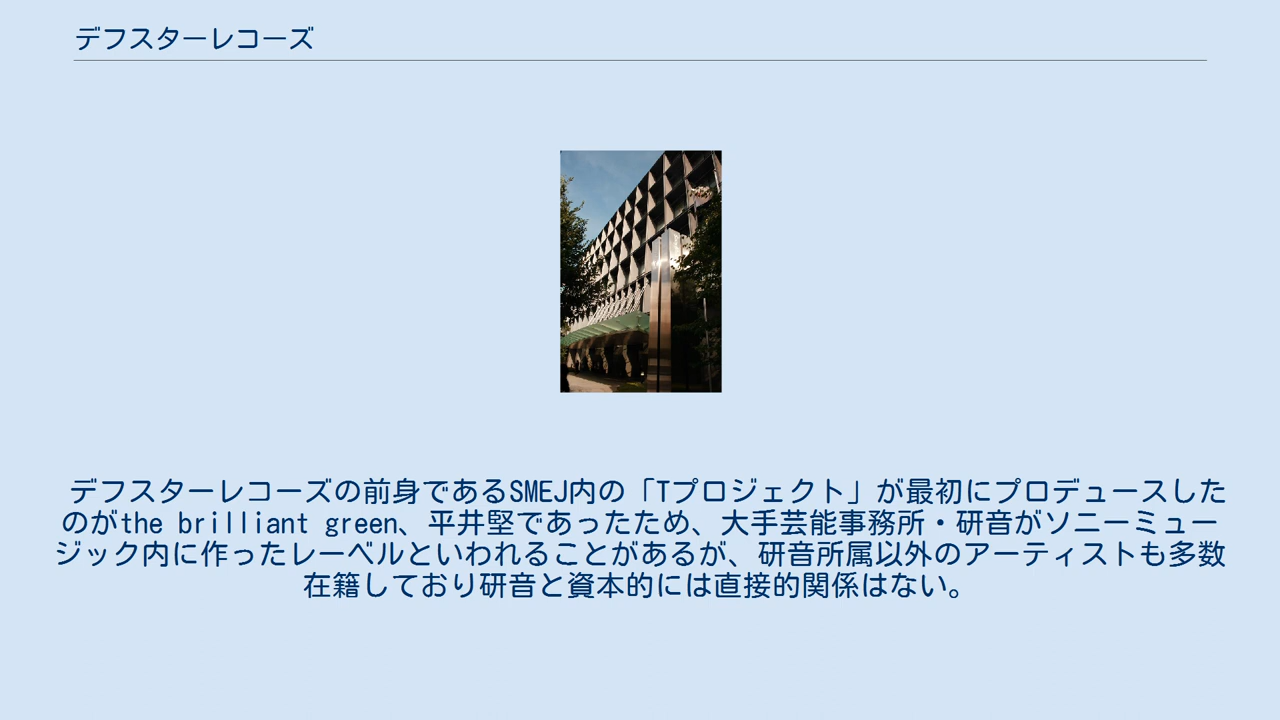 デフスターレコーズ
デフスターレコーズの前身であるSMEJ内の「Tプロジェクト」が最初にプロデュースした
のがthe brilliant green、平井堅であったため、大手芸能事務所・研音がソニーミュー
ジック内に作ったレーベルといわれることがあるが、研音所属以外のアーティストも多数
在籍しており研音と資本的には直接的関係はない。